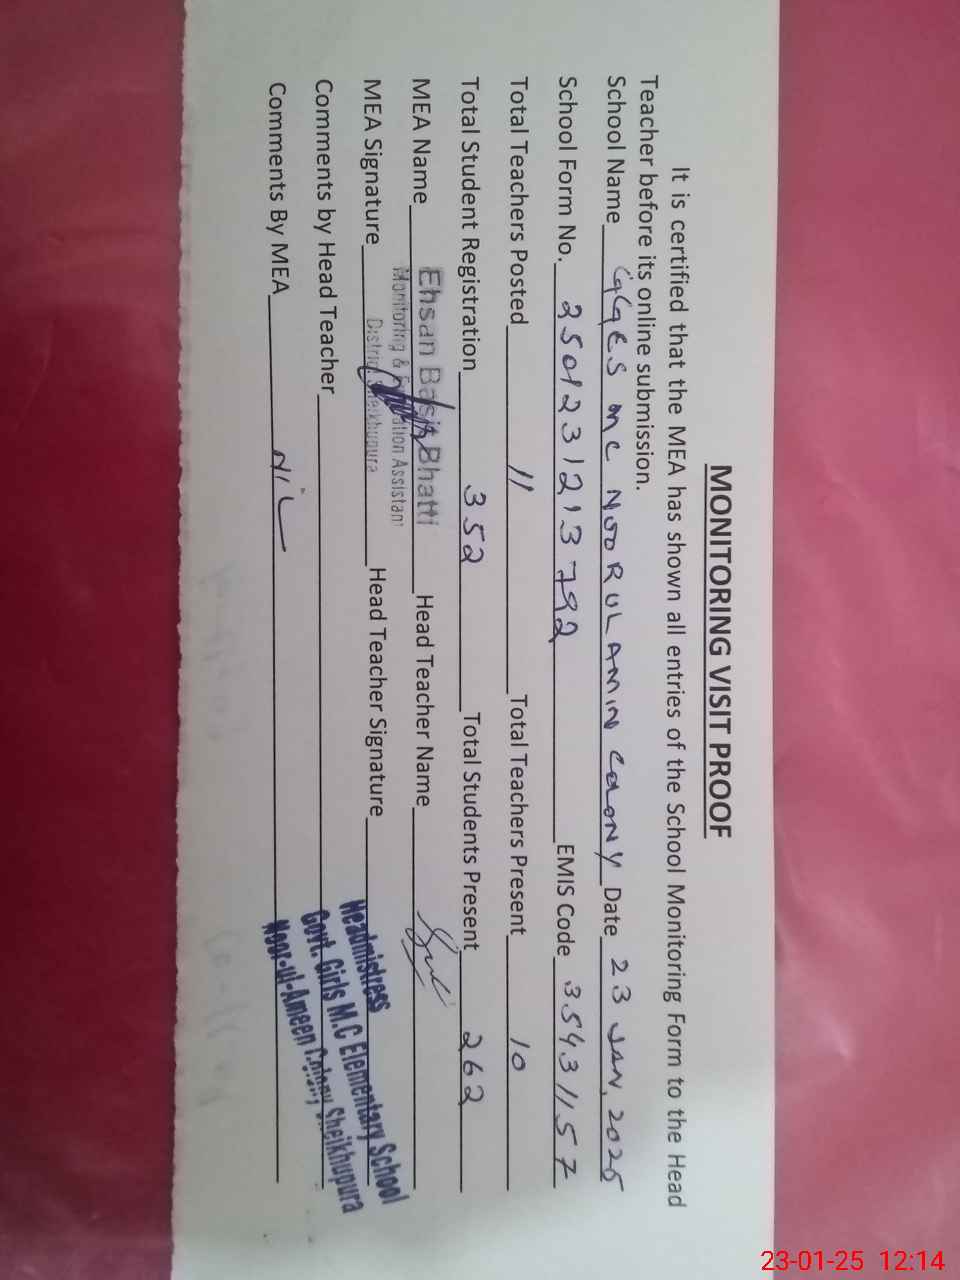 MONITORING VISIT PROOF
It is certified that the MEA has shown all entries of the School Monitoring Form to the Head
Teacher before its online submission.
School Name GGES MC NOOR UL AMIN COLONY Date 23 JAN, 2025
School Form No. 2501231213792 EMIS Code 35431157
Total Teachers Posted 11 Total Teachers Present 10
Total Student Registration 352 Total Students Present 262
MEA Name Ehsan Basit Bhatti Head Teacher Name
Monitoring & Evaluation Assistant
MEA Signature District Sheikhupura Head Teacher Signature
Headmistress
Comments by Head Teacher Govt. Girls M.C Elementary School
Comments By MEA NIL Noor-ul-Ameen Colony Sheikhupura
23-01-25 12:14